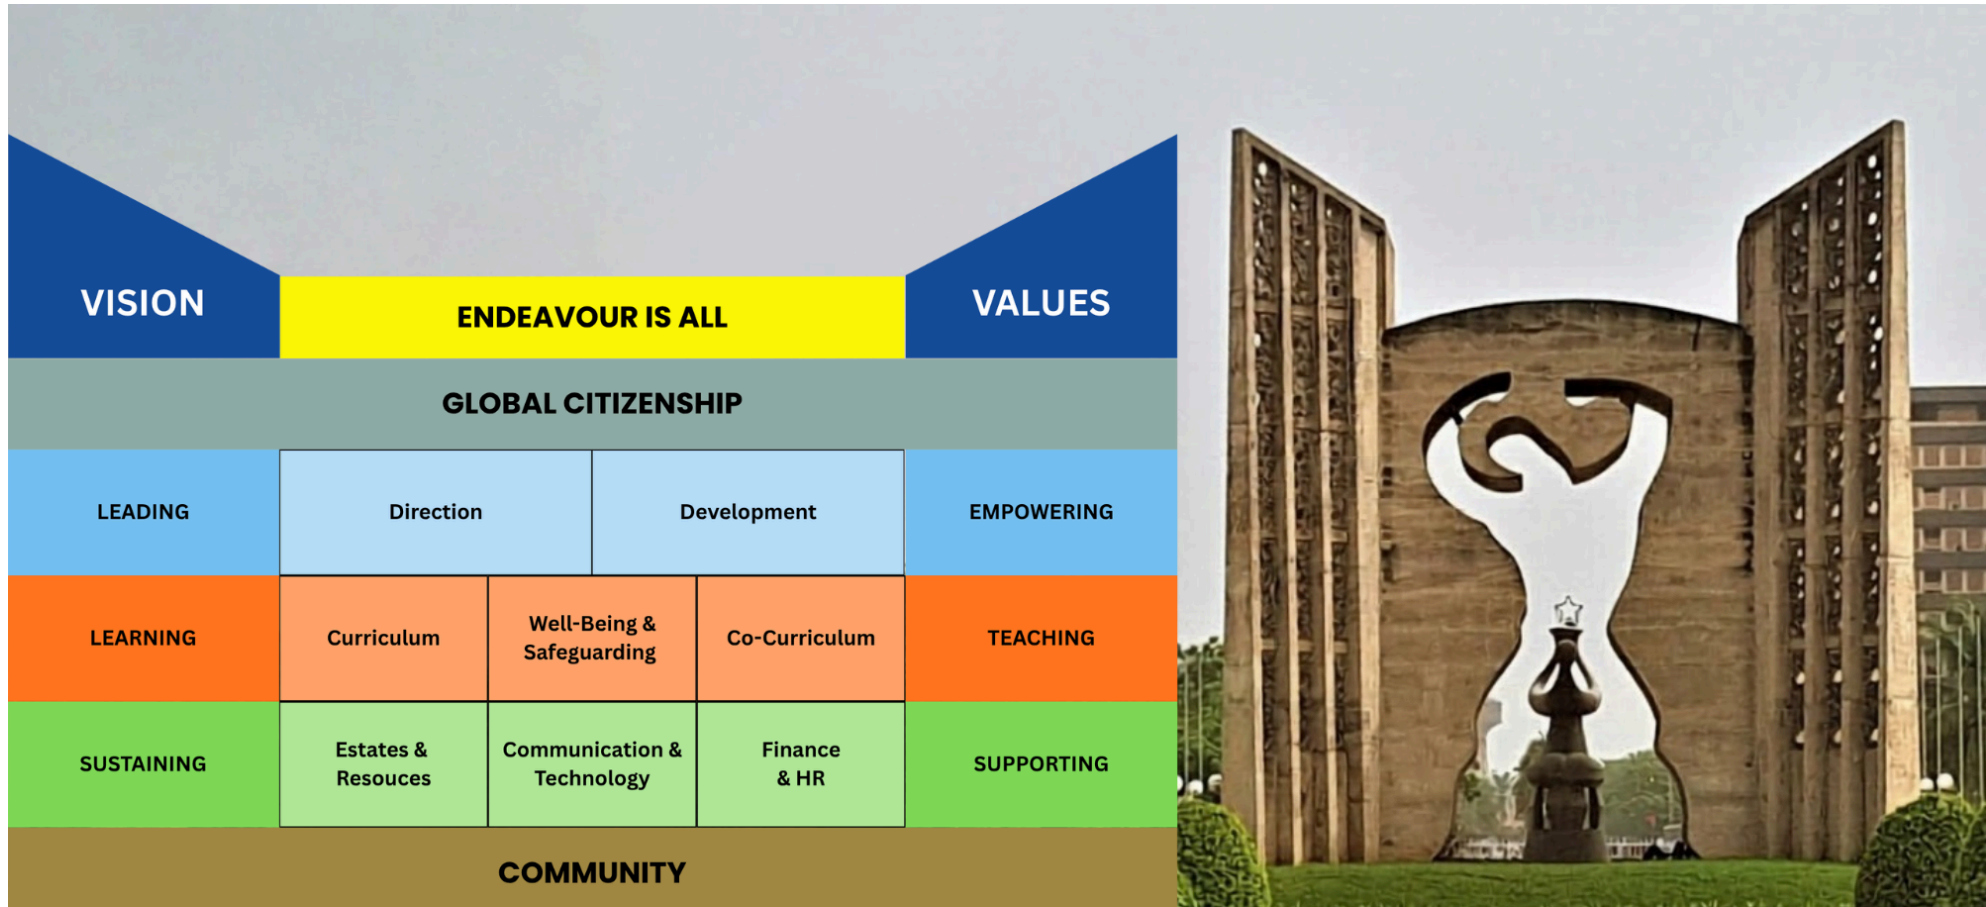 VISION
ENDEAVOUR IS ALL
VALUES
GLOBAL CITIZENSHIP
LEADING
Direction
Development
EMPOWERING
LEARNING
Curriculum
Well-Being &
Safeguarding
Co-Curriculum
TEACHING
SUSTAINING
Estates &
Resouces
Communication &
Technology
Finance
& HR
SUPPORTING
COMMUNITY